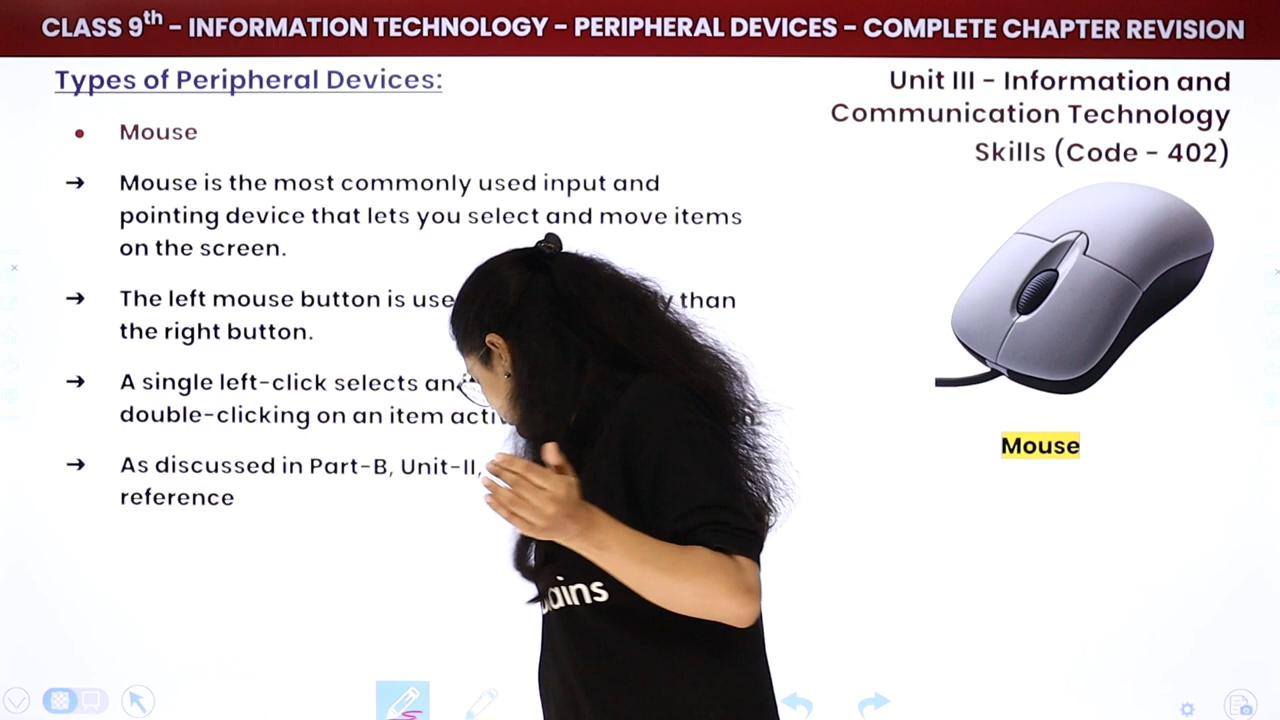 CLASS 9th - INFORMATION TECHNOLOGY - PERIPHERAL DEVICES - COMPLETE CHAPTER REVISION
Types of Peripheral Devices:
Unit III - Information and
Communication Technology
Skills (Code - 402)
• Mouse
→ Mouse is the most commonly used input and
pointing device that lets you select and move items
on the screen.
→ The left mouse button is than
the right button.
→ A single left-click selects
double-clicking on an item
→ As discussed in Part-B, Unit-II,
reference
Mouse